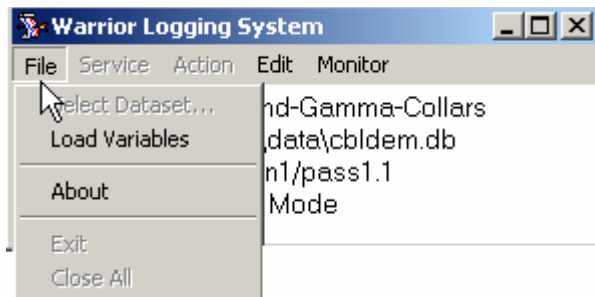 Warrior Logging System
File Service Action Edit Monitor
Select Dataset... nd-Gamma-Collars
Load Variables \data\cbldem.db
n1/pass1.1
About Mode
Exit
Close All